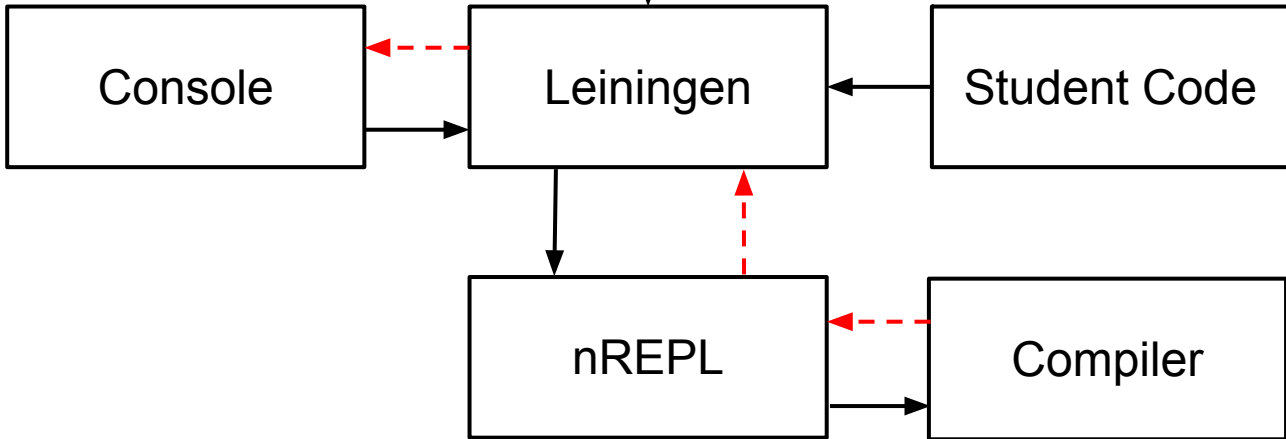 Console
Leiningen
Student Code
nREPL
Compiler